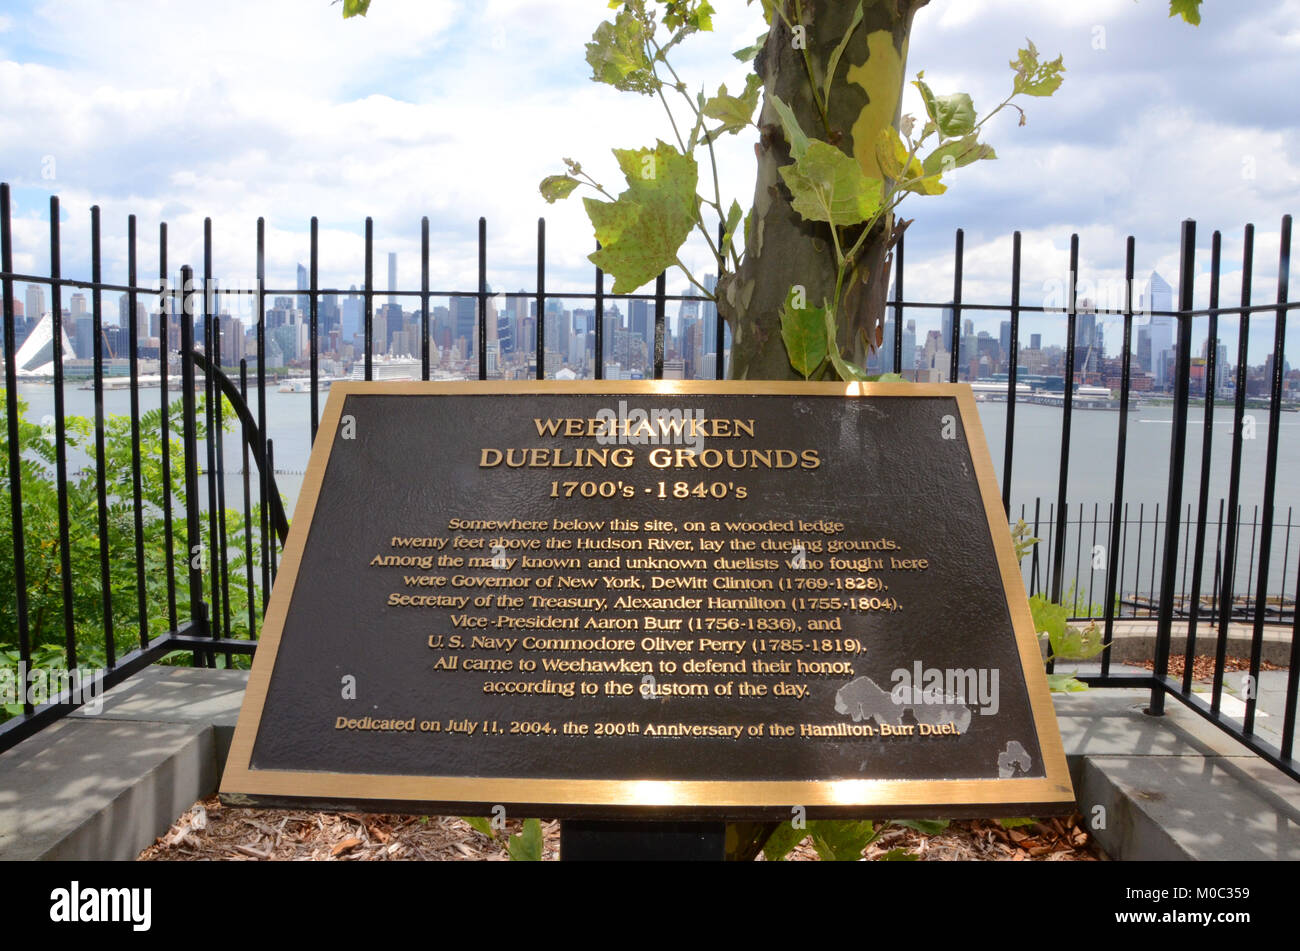 WEEHAWKEN
DUELING GROUNDS
1700's - 1840's
Somewhere below this site, on a wooded ledge
twenty feet above the Hudson River, lay the dueling grounds.
Among the many known and unknown duelists who fought here
were Governor of New York, DeWitt Clinton (1769-1828),
Secretary of the Treasury, Alexander Hamilton (1755-1804),
Vice-President Aaron Burr (1756-1836), and
U. S. Navy Commodore Oliver Perry (1785-1819).
All came to Weehawken to defend their honor,
according to the custom of the day.
Dedicated on July 11, 2004, the 200th Anniversary of the Hamilton-Burr Duel.
alamy
Image ID: M0C359
www.alamy.com